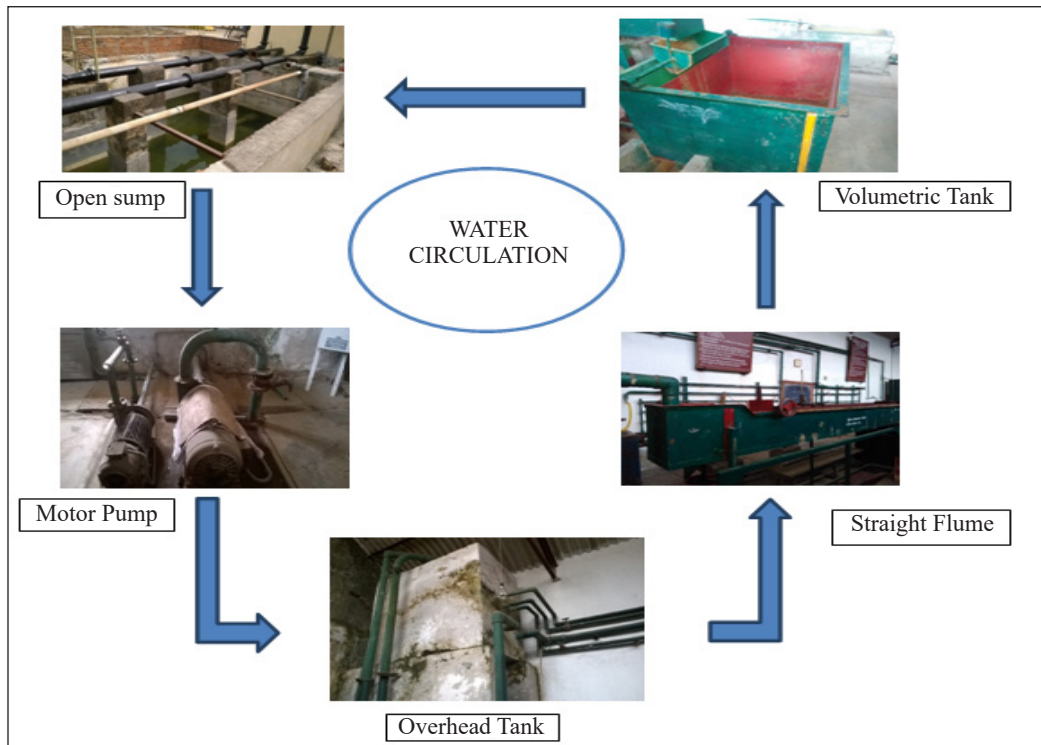 Open sump
Volumetric Tank
WATER
CIRCULATION
Motor Pump
Straight Flume
Overhead Tank